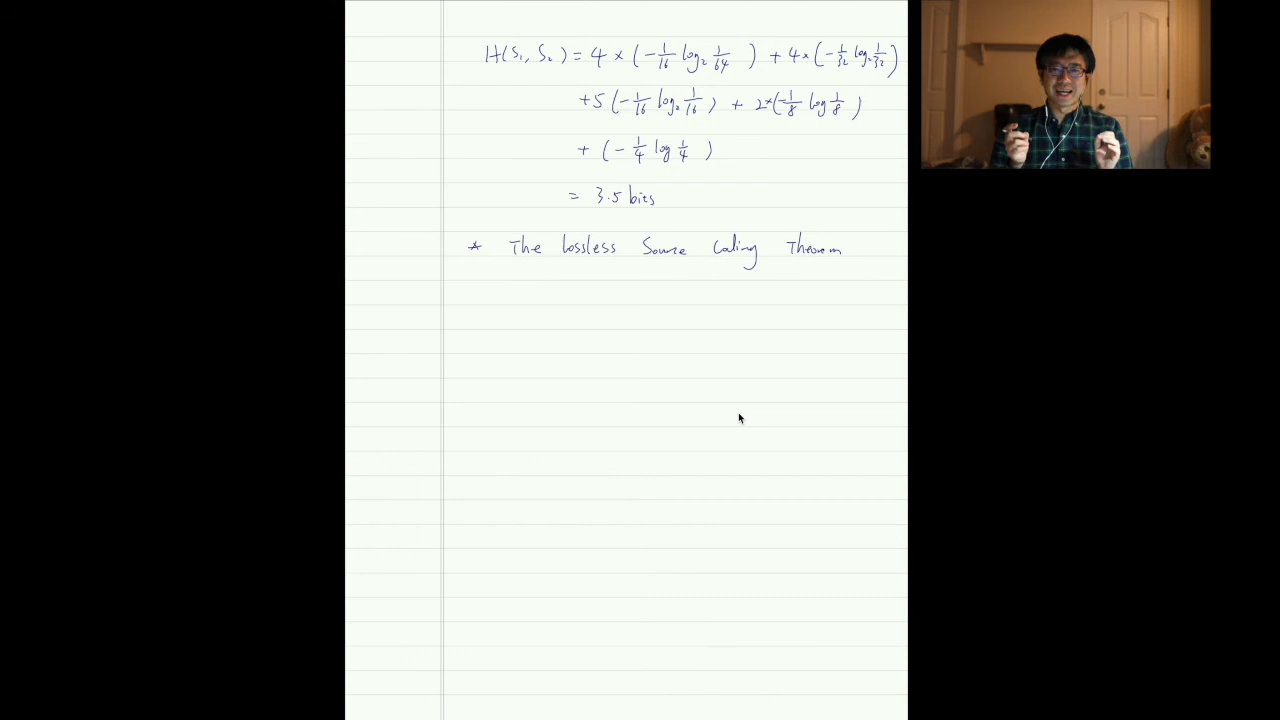 H(S₁, S₂) = 4 × (-1/16 log₂ 1/64) + 4 × (-1/32 log₂ 1/32)
+5 (-1/16 log₂ 1/16) + 2×(-1/8 log 1/8)
+ (-1/4 log 1/4)
= 3.5 bits
* The Lossless Source Coding Theorem